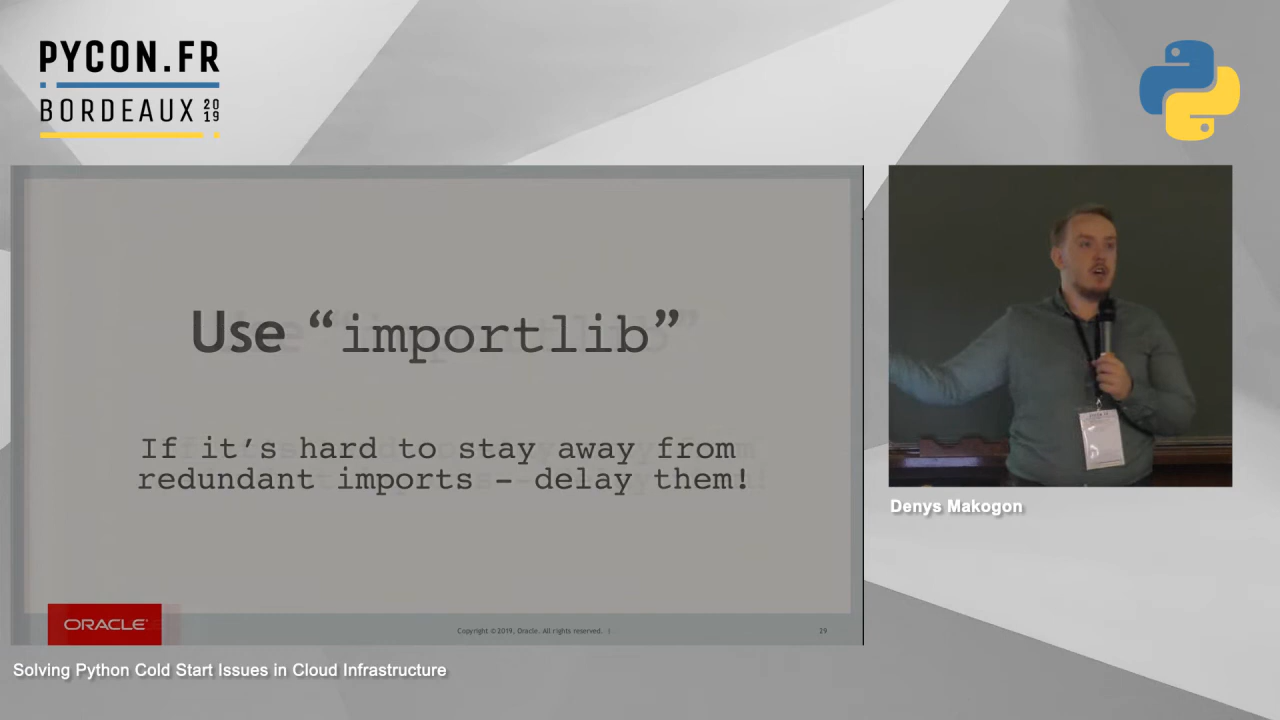 PYCON.FR
BORDEAUX 2019
Use “importlib”
If it’s hard to stay away from
redundant imports – delay them!
ORACLE
Copyright © 2019, Oracle. All rights reserved. |
29
Denys Makogon
Solving Python Cold Start Issues in Cloud Infrastructure